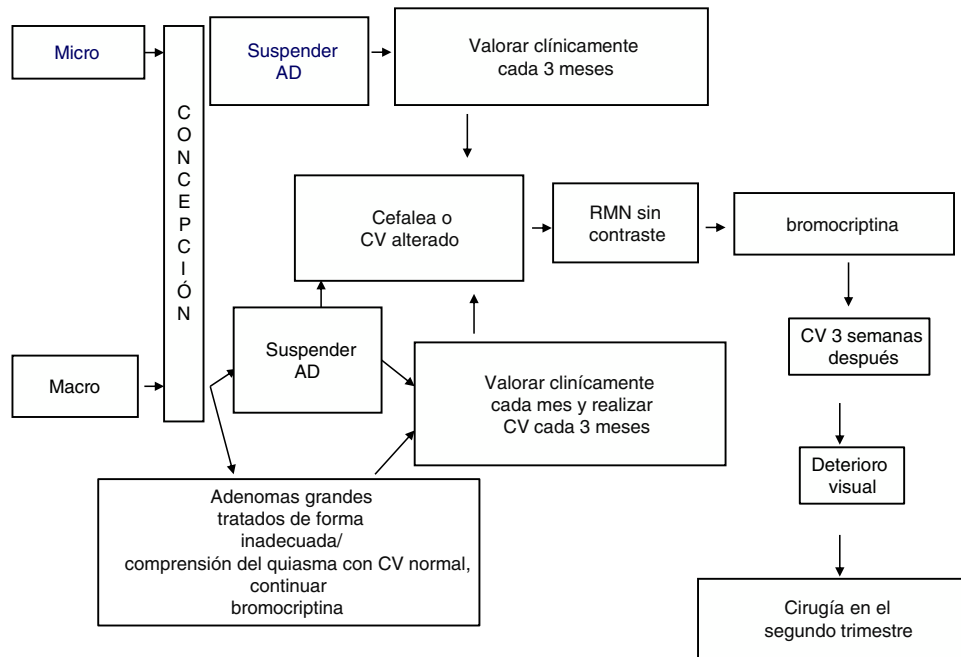 Micro
Suspender
AD
Valorar clínicamente
cada 3 meses
C
O
N
C
E
P
C
I
Ó
N
Cefalea o
CV alterado
RMN sin
contraste
bromocriptina
Macro
Suspender
AD
Valorar clinícamente
cada mes y realizar
CV cada 3 meses
CV 3 semanas
después
Deterioro
visual
Adenomas grandes
tratados de forma
inadecuada/
comprensión del quiasma con CV normal,
continuar
bromocriptina
Cirugía en el
segundo trimestre